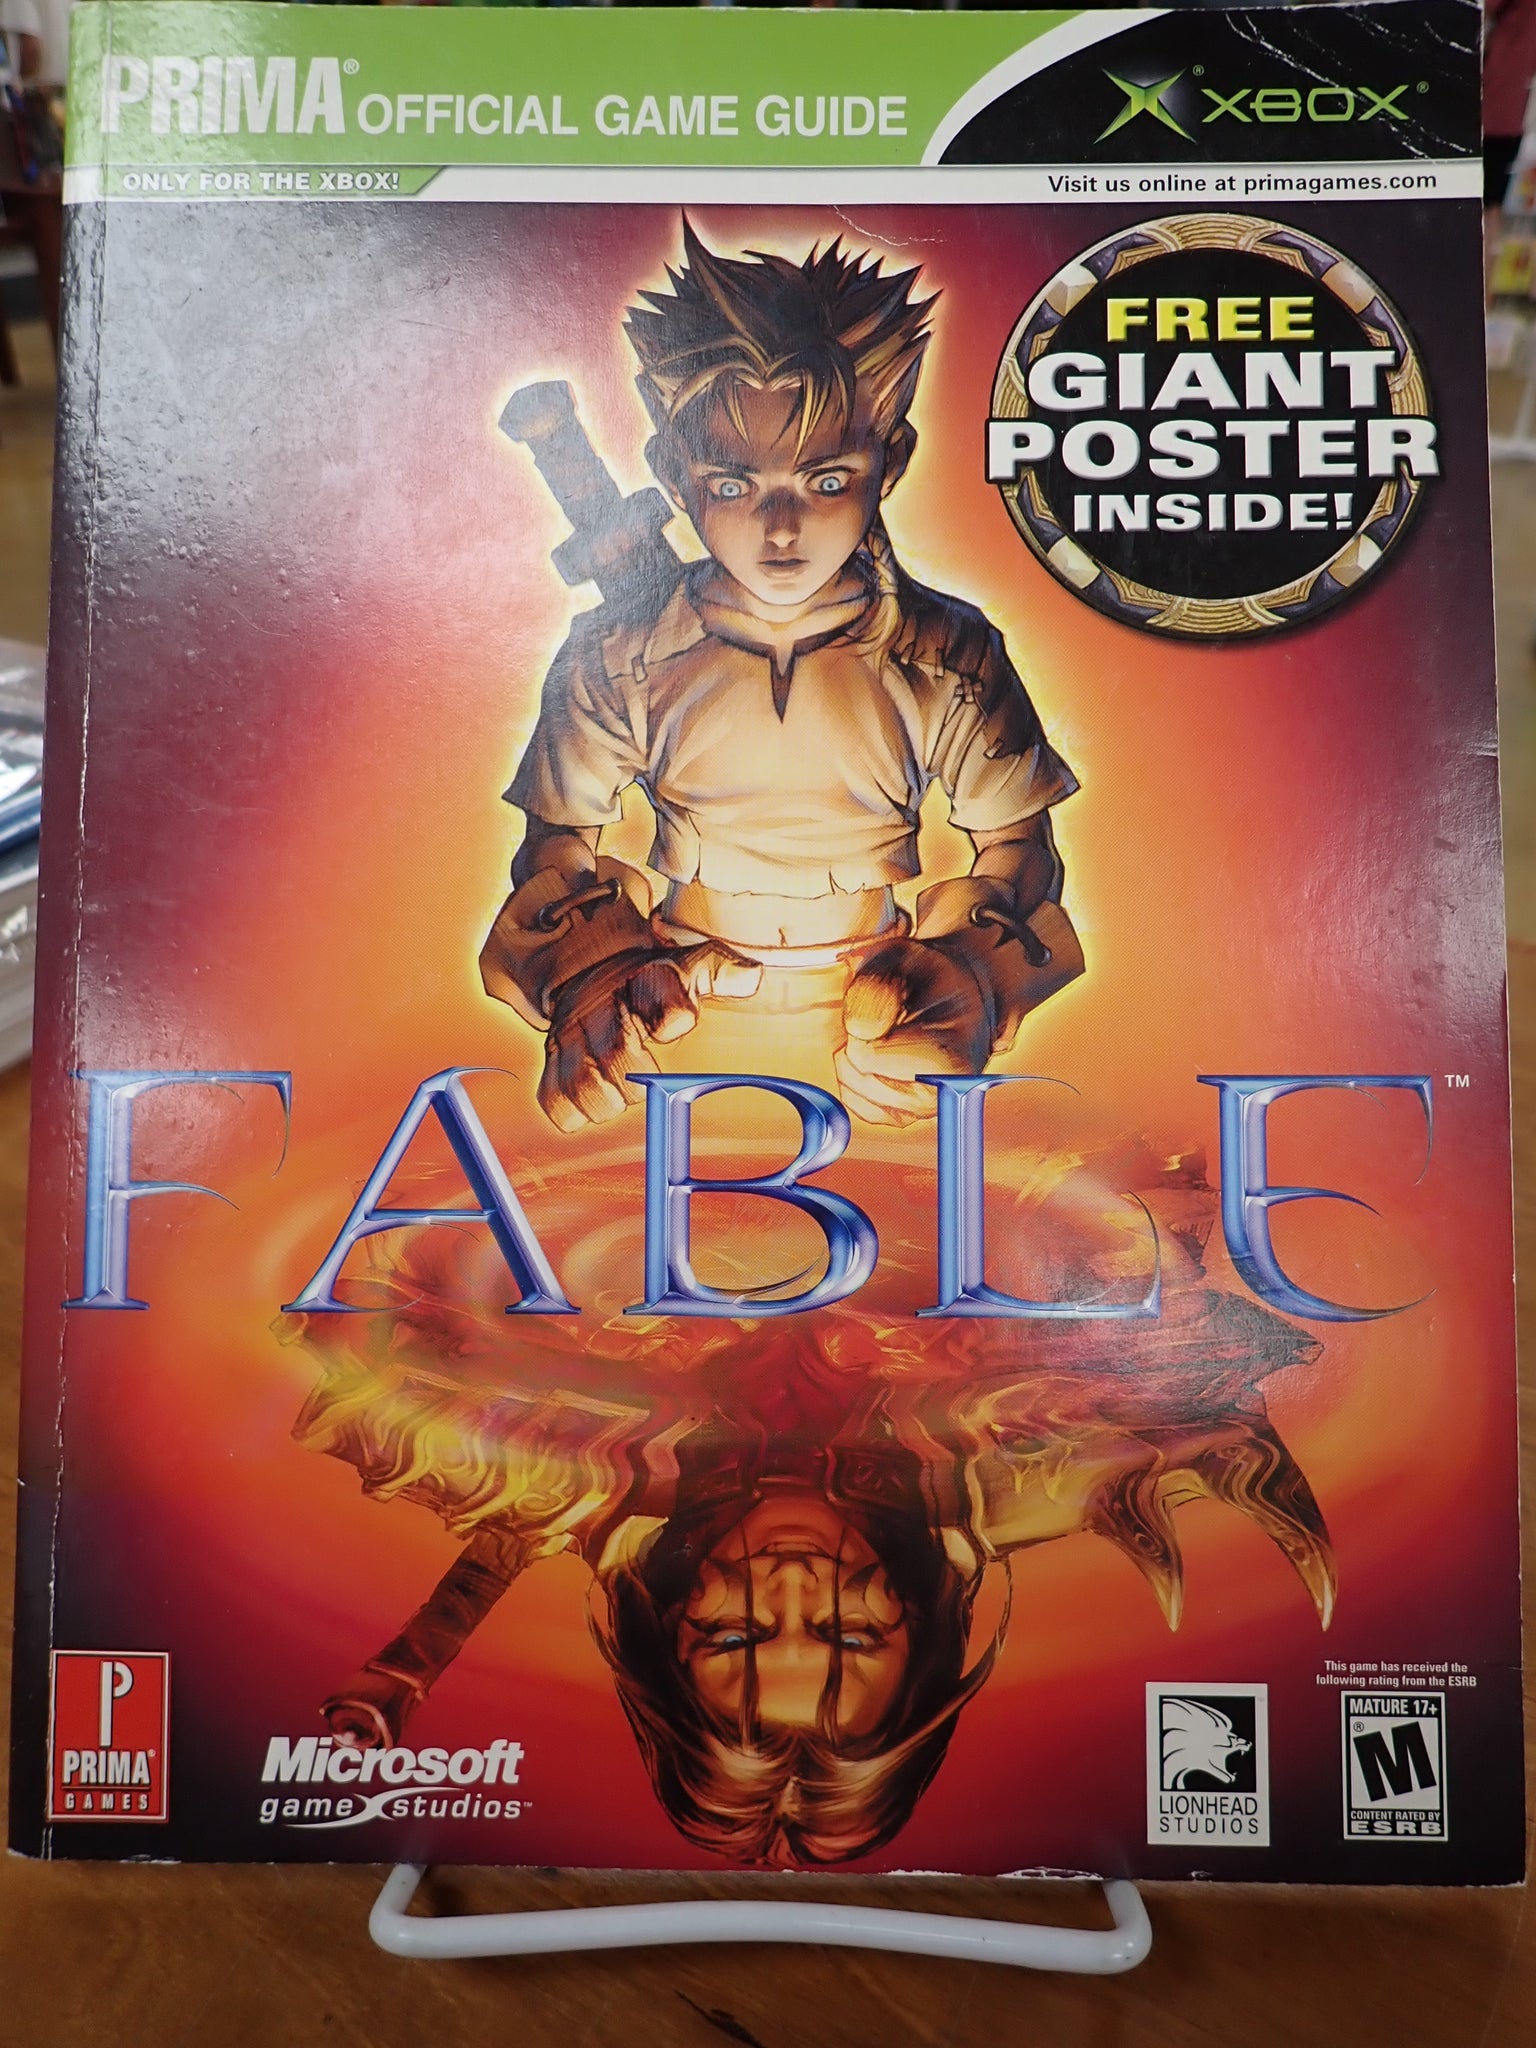 PRIMA® OFFICIAL GAME GUIDE
XBOX®
ONLY FOR THE XBOX!
Visit us online at primagames.com
FREE
GIANT
POSTER
INSIDE!
FABLE™
P
PRIMA®
GAMES
Microsoft
game studios™
LIONHEAD
STUDIOS
This game has received the
following rating from the ESRB
MATURE 17+
M®
CONTENT RATED BY
ESRB